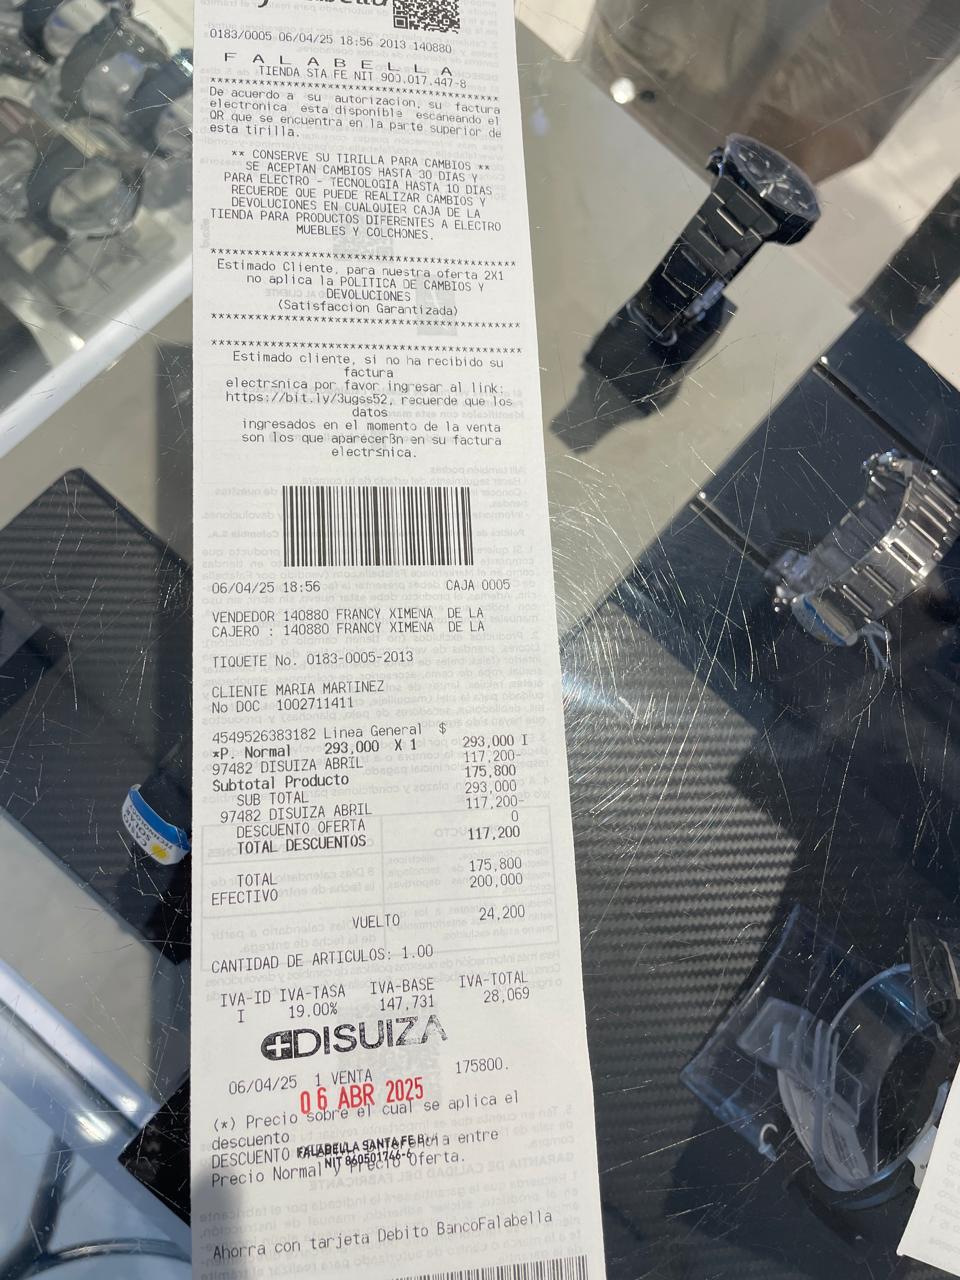 0183/0005 06/04/25 18:56 2013 140880
F A L A B E L L A
TIENDA STA FE NIT 900.017.447-8
****************************************
De acuerdo a su autorizacion, su factura
electronica esta disponible escaneando el
QR que se encuentra en la parte superior de
esta tirilla.
** CONSERVE SU TIRILLA PARA CAMBIOS **
SE ACEPTAN CAMBIOS HASTA 30 DIAS Y
PARA ELECTRO - TECNOLOGIA HASTA 10 DIAS
RECUERDE QUE PUEDE REALIZAR CAMBIOS Y
DEVOLUCIONES EN CUALQUIER CAJA DE LA
TIENDA PARA PRODUCTOS DIFERENTES A ELECTRO
MUEBLES Y COLCHONES.
****************************************
Estimado Cliente, para nuestra oferta 2X1
no aplica la POLITICA DE CAMBIOS Y
DEVOLUCIONES
(Satisfaccion Garantizada)
****************************************
****************************************
Estimado cliente, si no ha recibido su
factura
electrsnica por favor ingresar al link:
https://bit.ly/3ugss52, recuerde que los
datos
ingresados en el momento de la venta
son los que aparecerBn en su factura
electrsnica.
06/04/25 18:56 CAJA 0005
VENDEDOR 140880 FRANCY XIMENA DE LA
CAJERO : 140880 FRANCY XIMENA DE LA
TIQUETE No. 0183-0005-2013
CLIENTE MARIA MARTINEZ
No DOC 1002711411
4549526383182 Linea General $
*P. Normal 293,000 X 1 293,000 I
97482 DISUIZA ABRIL 117,200-
Subtotal Producto 175,800
SUB TOTAL 293,000
97482 DISUIZA ABRIL 117,200-
DESCUENTO OFERTA 0
TOTAL DESCUENTOS 117,200
TOTAL 175,800
EFECTIVO 200,000
VUELTO 24,200
CANTIDAD DE ARTICULOS: 1.00
IVA-ID IVA-TASA IVA-BASE IVA-TOTAL
I 19.00% 147,731 28,069
DISUIZA
06/04/25 1 VENTA 175800.
06 ABR 2025
(*) Precio sobre el cual se aplica el
descuento
DESCUENTO entre
FALABELLA SANTA FE
NIT 860501746-6
Precio Normal Precio Oferta.
Ahorra con tarjeta Debito BancoFalabella